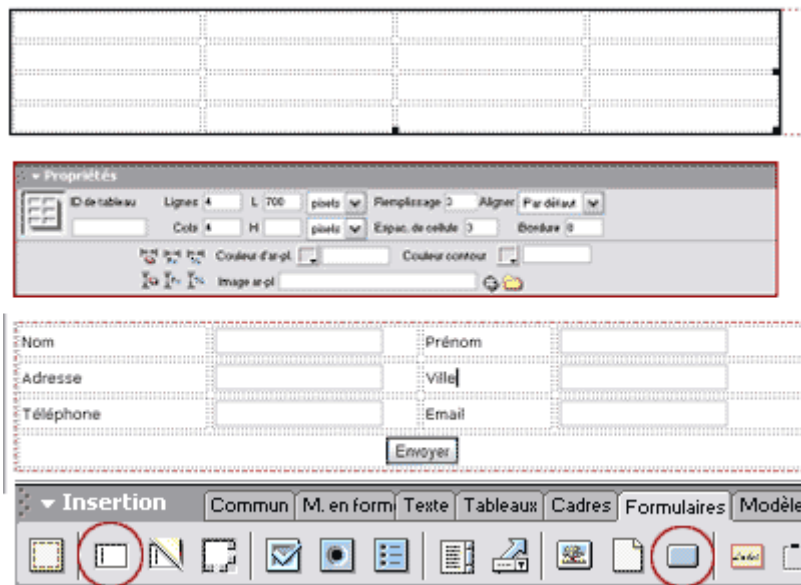 Propriétés
ID de tableau Lignes 4 L 700 pixels Remplissage 3 Aligner Par défaut
Cols 4 H pixels Espac. de cellule 3 Bordure 0
Couleur d'ar-pl. Couleur contour
Image ar-pl
Nom Prénom
Adresse Ville
Téléphone Email
Envoyer
Insertion Commun M. en form Texte Tableaux Cadres Formulaires Modèle